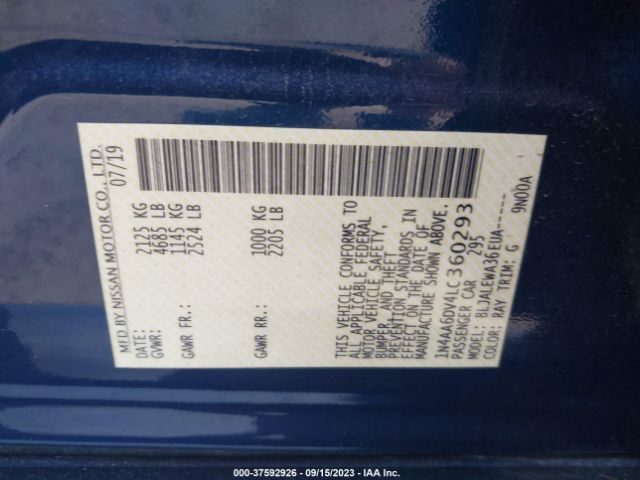 MFD BY NISSAN MOTOR CO., LTD.
DATE: 07/19
GVWR: 2125 KG
4685 LB
GAWR FR.: 1145 KG
2524 LB
GAWR RR.: 1000 KG
2205 LB
THIS VEHICLE CONFORMS TO
ALL APPLICABLE FEDERAL
MOTOR VEHICLE SAFETY,
BUMPER, AND THEFT
PREVENTION STANDARDS IN
EFFECT ON THE DATE OF
MANUFACTURE SHOWN ABOVE.
1N4AA6DV4LC360293
PASSENGER CAR 295
MODEL: BLJALEWA36EUA-----
COLOR: RAY TRIM: G 9N00A
000-37592926 - 09/15/2023 - IAA Inc.